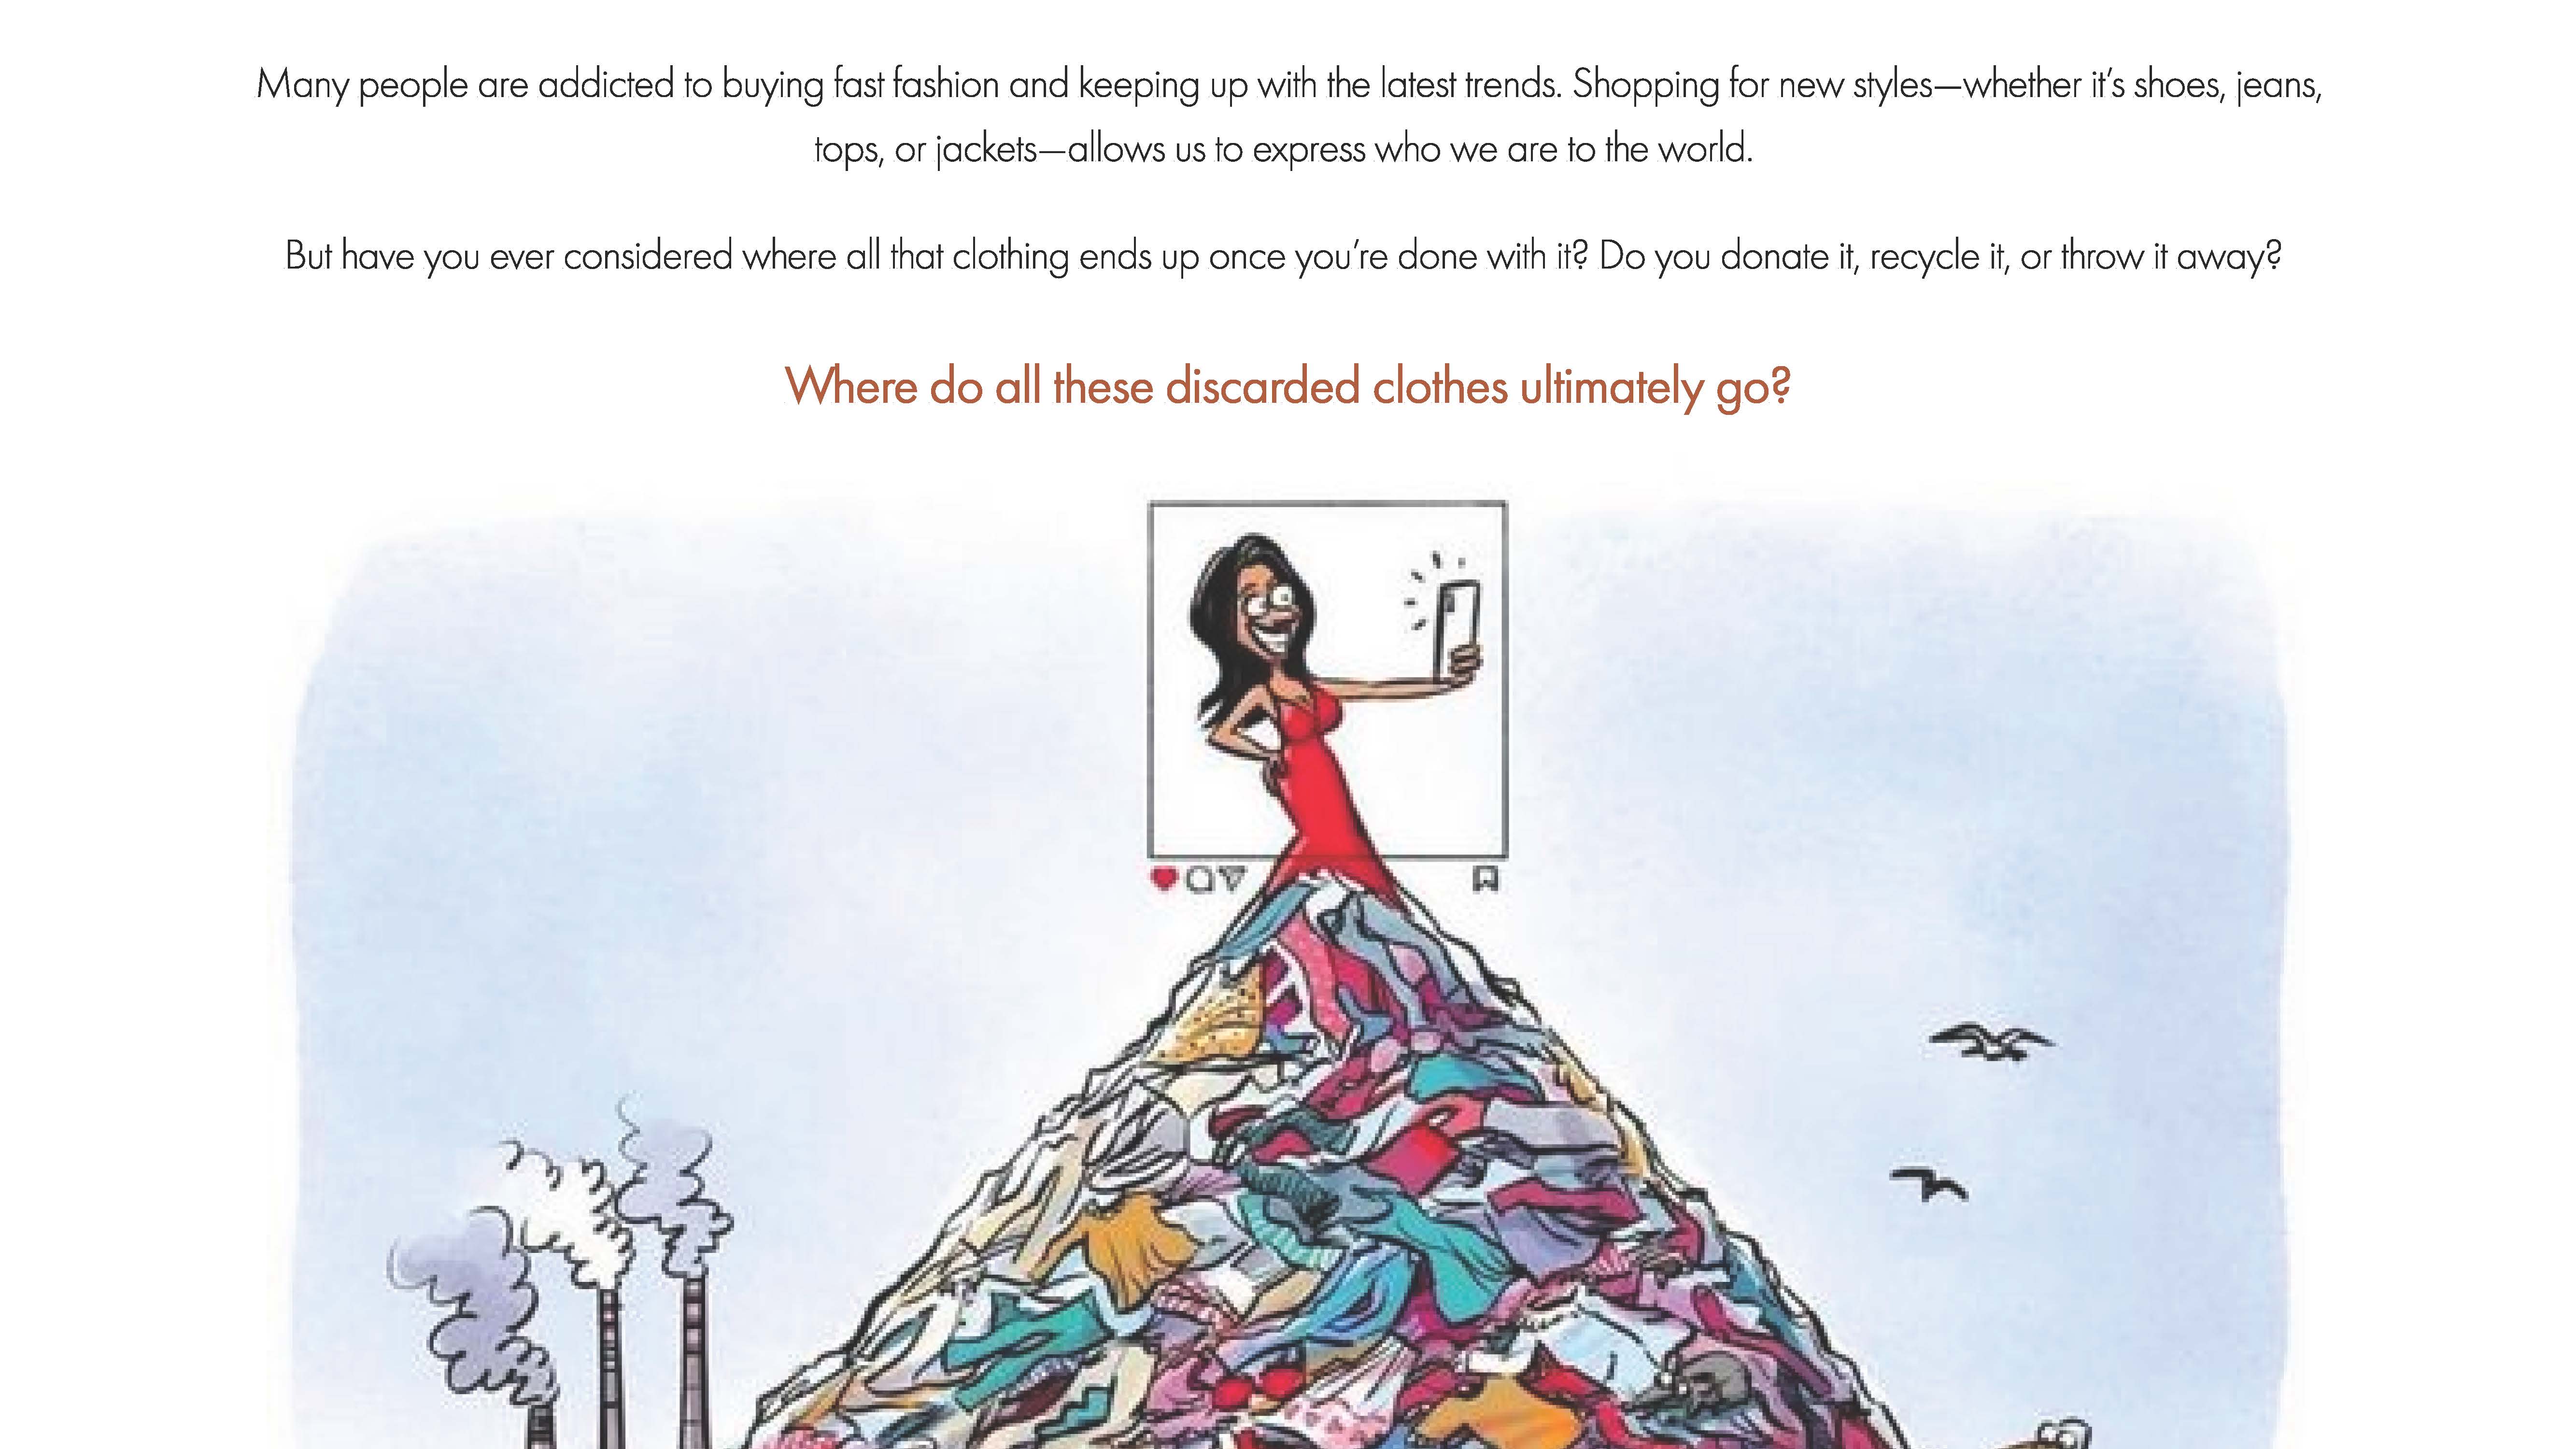 Many people are addicted to buying fast fashion and keeping up with the latest trends. Shopping for new styles—whether it's shoes, jeans,
tops, or jackets—allows us to express who we are to the world.
But have you ever considered where all that clothing ends up once you're done with it? Do you donate it, recycle it, or throw it away?
Where do all these discarded clothes ultimately go?